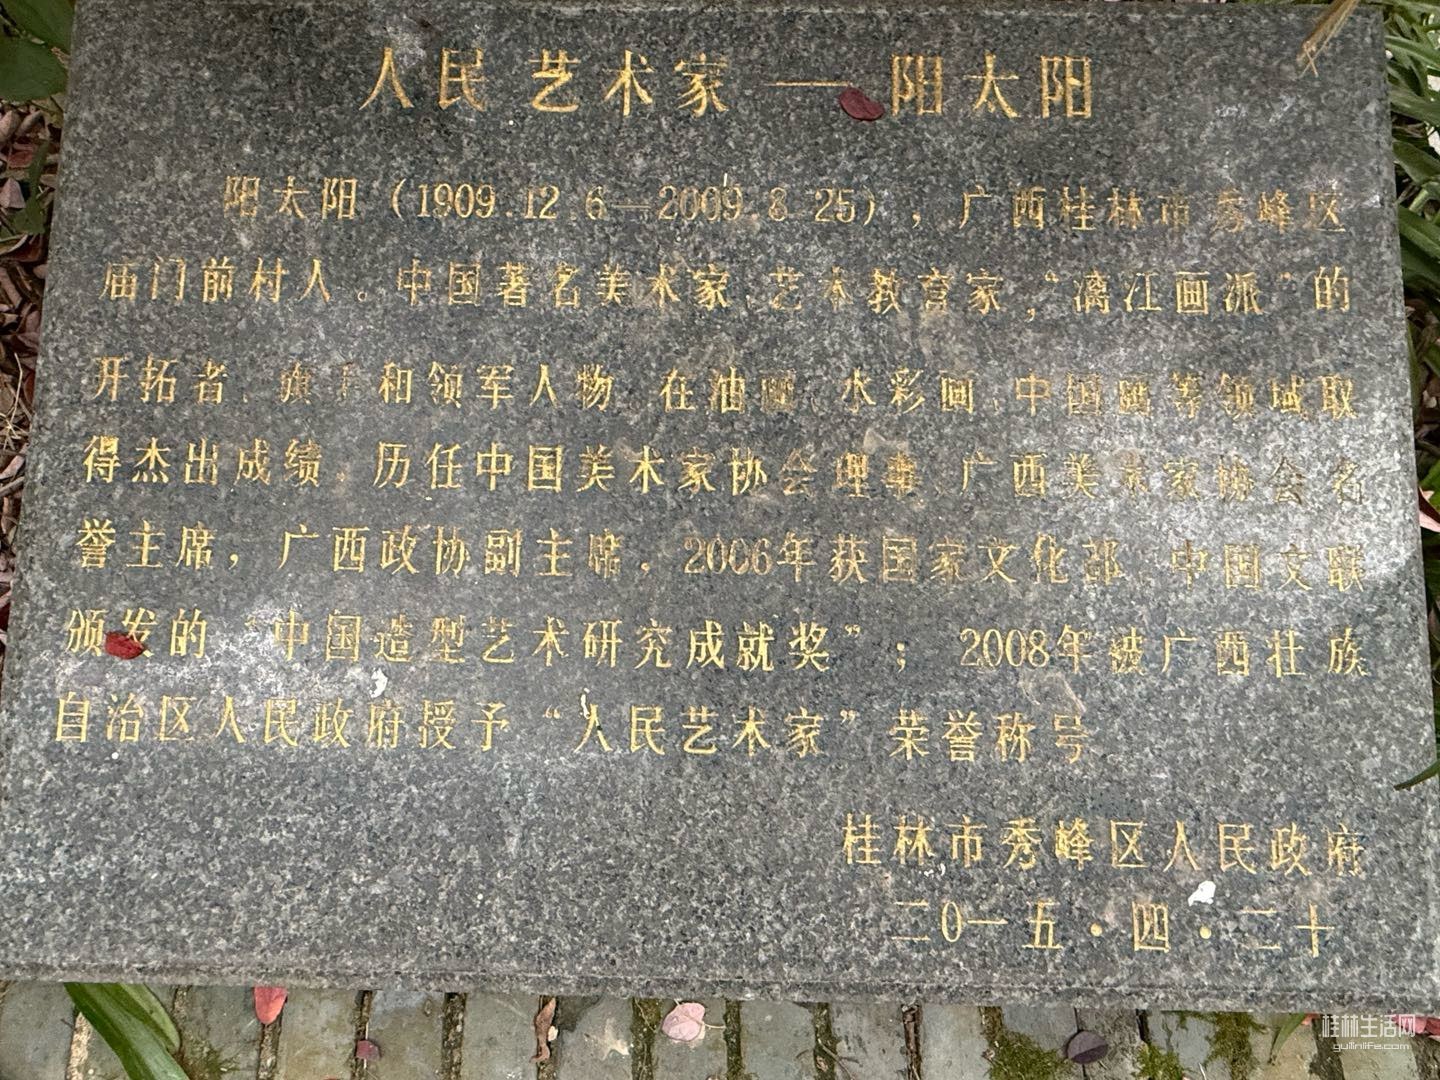 人民艺术家——阳太阳
阳太阳（1909.12.6—2009.8.25），广西桂林市秀峰区
庙门前村人。中国著名美术家、艺术教育家，“漓江画派”的
开拓者、旗手和领军人物，在油画、水彩画、中国画等领域取
得杰出成绩。历任中国美术家协会理事、广西美术家协会名
誉主席，广西政协副主席。2006年获国家文化部、中国文联
颁发的“中国造型艺术研究成就奖”；2008年被广西壮族
自治区人民政府授予“人民艺术家”荣誉称号
桂林市秀峰区人民政府
二0一五·四·二十
桂林生活网
guilinlife.com